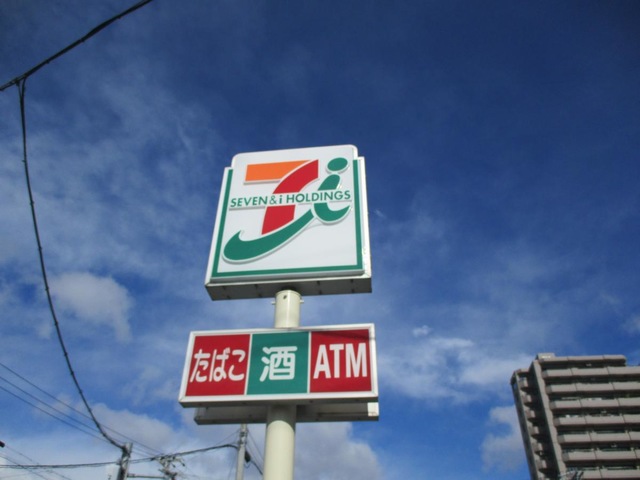 7i
SEVEN & i HOLDINGS
たばこ 酒 ATM